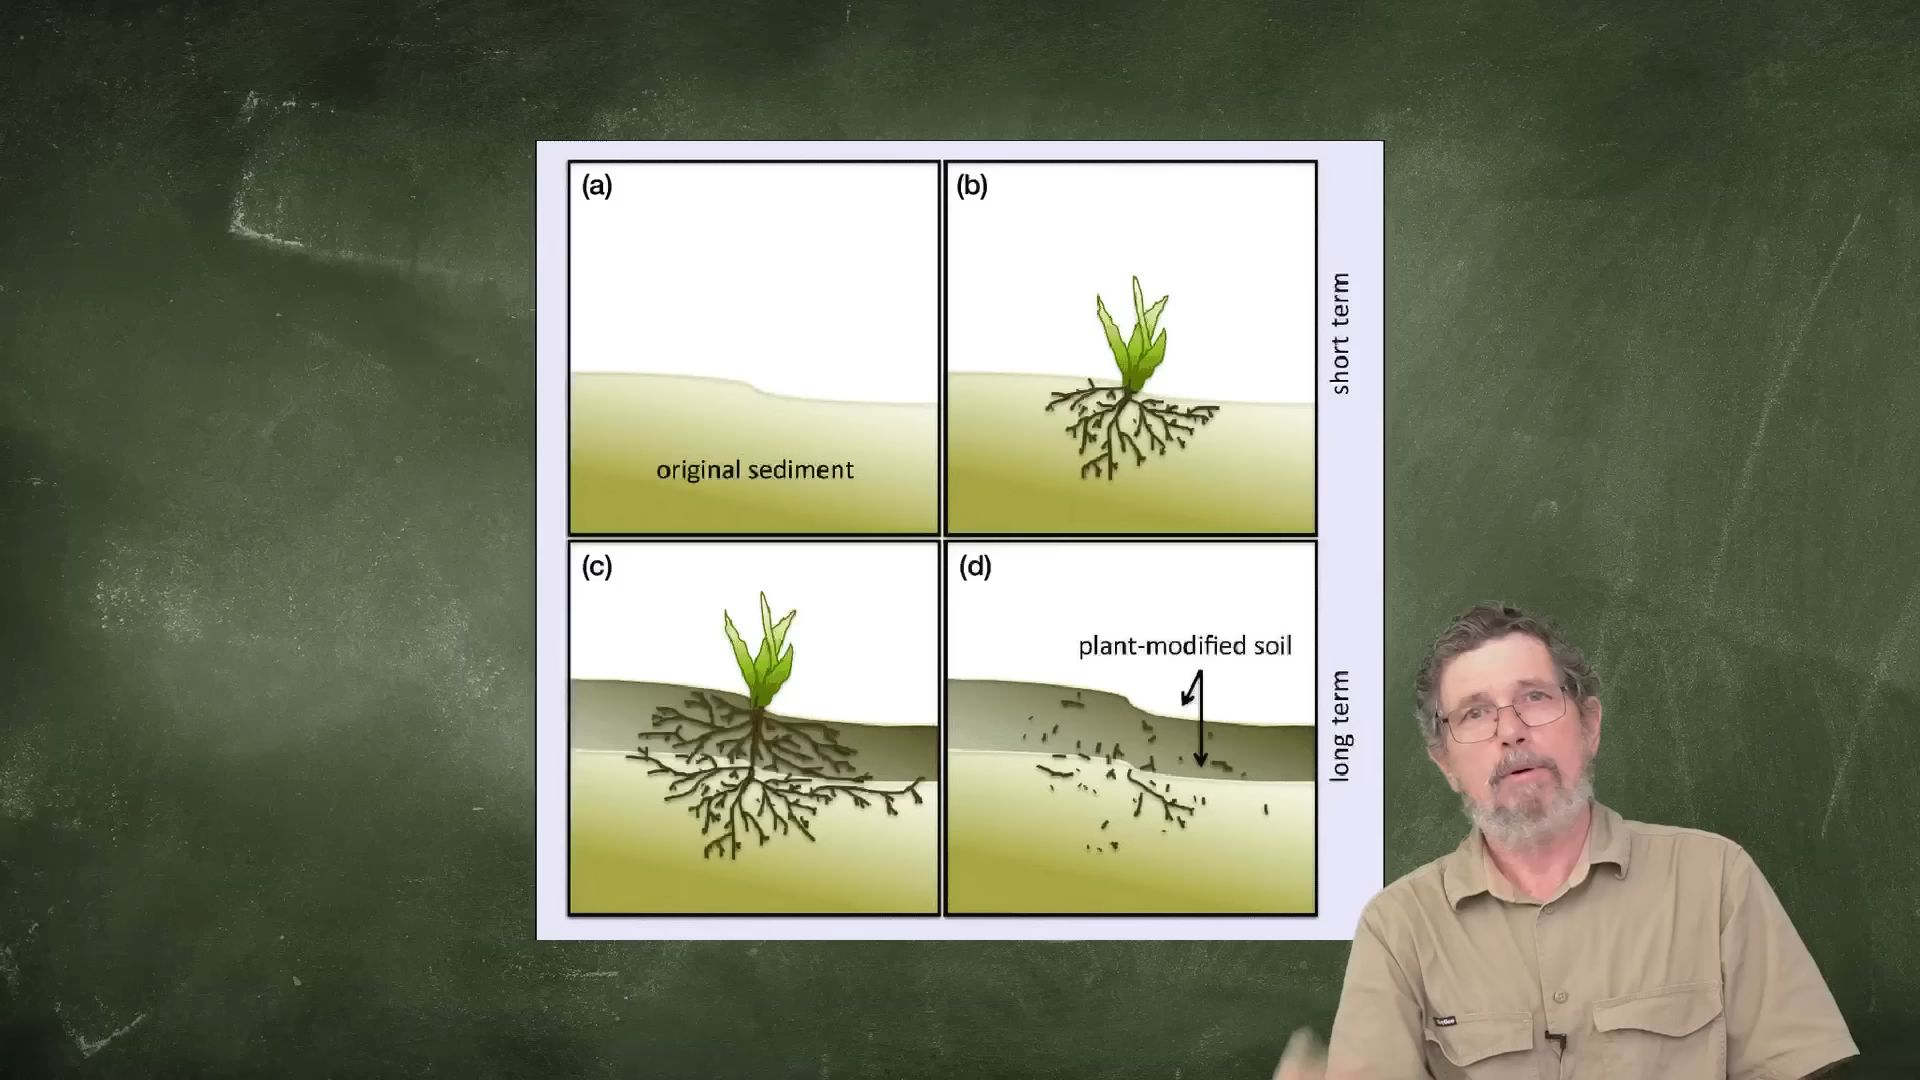 (a)
(b)
original sediment
short term
(c)
(d)
plant-modified soil
long term